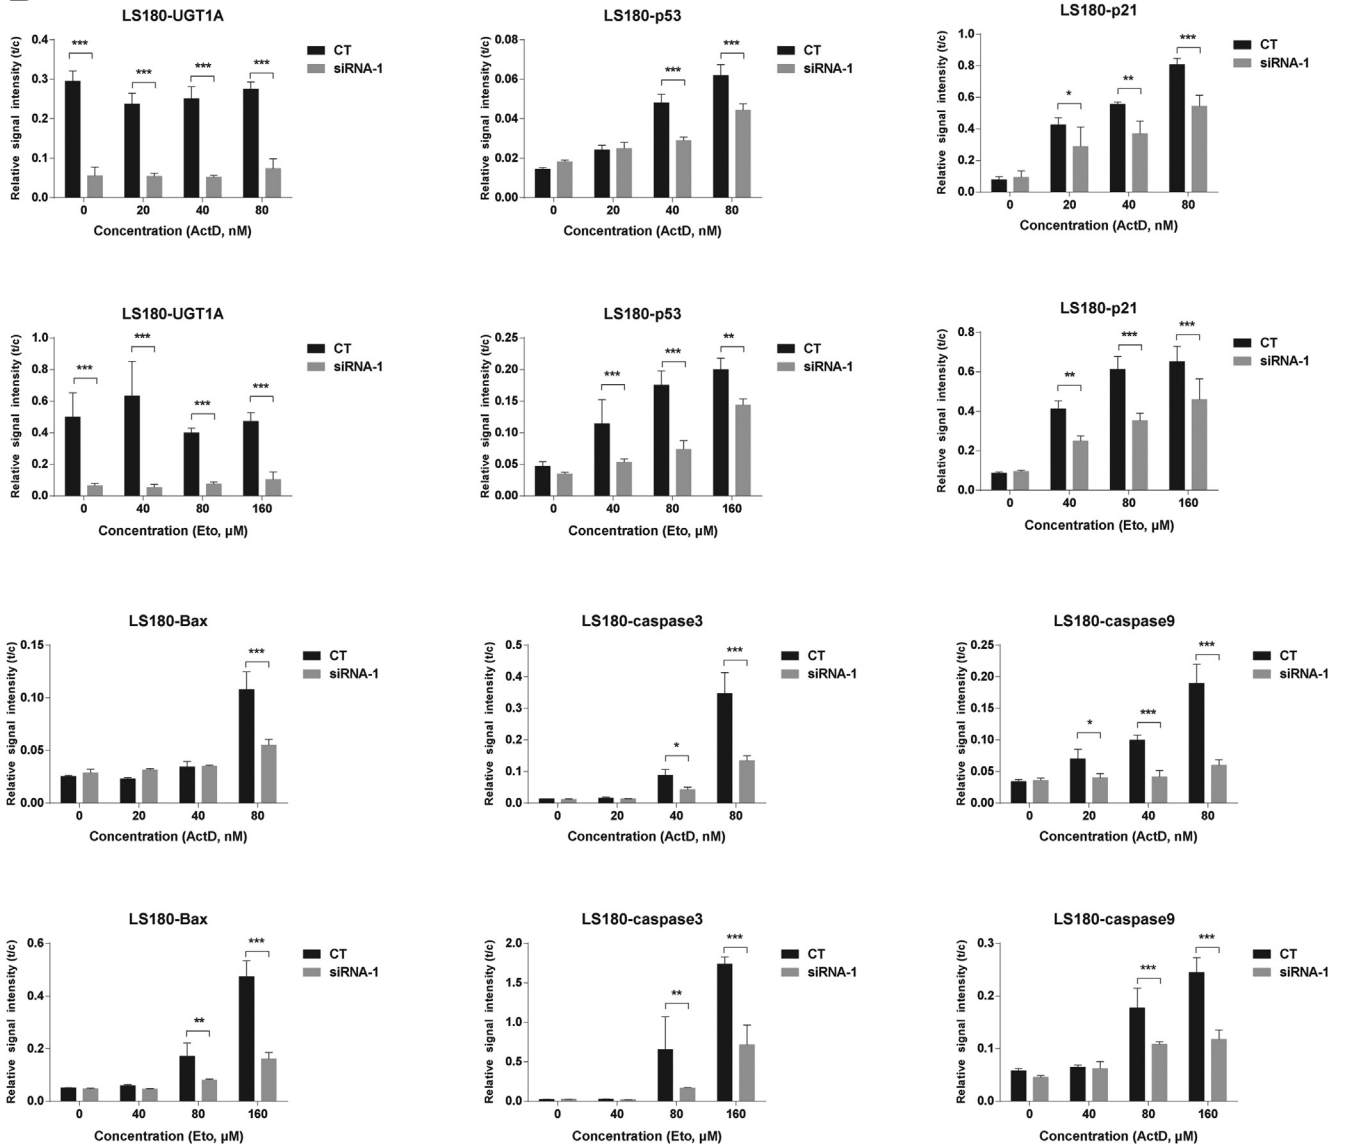 LS180-UGT1A
Relative signal intensity (t/c)
0.4
0.3
0.2
0.1
0.0
*** *** *** ***
0 20 40 80
Concentration (ActD, nM)
CT
siRNA-1
LS180-p53
Relative signal intensity (t/c)
0.08
0.06
0.04
0.02
0.00
*** ***
0 20 40 80
Concentration (ActD, nM)
CT
siRNA-1
LS180-p21
Relative signal intensity (t/c)
1.0
0.8
0.6
0.4
0.2
0.0
* ** ***
0 20 40 80
Concentration (ActD, nM)
CT
siRNA-1
LS180-UGT1A
Relative signal intensity (t/c)
1.0
0.8
0.6
0.4
0.2
0.0
*** *** *** ***
0 40 80 160
Concentration (Eto, µM)
CT
siRNA-1
LS180-p53
Relative signal intensity (t/c)
0.25
0.20
0.15
0.10
0.05
0.00
*** *** **
0 40 80 160
Concentration (Eto, µM)
CT
siRNA-1
LS180-p21
Relative signal intensity (t/c)
0.8
0.6
0.4
0.2
0.0
** *** ***
0 40 80 160
Concentration (Eto, µM)
CT
siRNA-1
LS180-Bax
Relative signal intensity (t/c)
0.15
0.10
0.05
0.00
***
0 20 40 80
Concentration (ActD, nM)
CT
siRNA-1
LS180-caspase3
Relative signal intensity (t/c)
0.5
0.4
0.3
0.2
0.1
0.0
* ***
0 20 40 80
Concentration (ActD, nM)
CT
siRNA-1
LS180-caspase9
Relative signal intensity (t/c)
0.25
0.20
0.15
0.10
0.05
0.00
* *** ***
0 20 40 80
Concentration (ActD, nM)
CT
siRNA-1
LS180-Bax
Relative signal intensity (t/c)
0.6
0.4
0.2
0.0
** ***
0 40 80 160
Concentration (Eto, µM)
CT
siRNA-1
LS180-caspase3
Relative signal intensity (t/c)
2.0
1.5
1.0
0.5
0.0
** ***
0 40 80 160
Concentration (Eto, µM)
CT
siRNA-1
LS180-caspase9
Relative signal intensity (t/c)
0.3
0.2
0.1
0.0
*** ***
0 40 80 160
Concentration (ActD, µM)
CT
siRNA-1